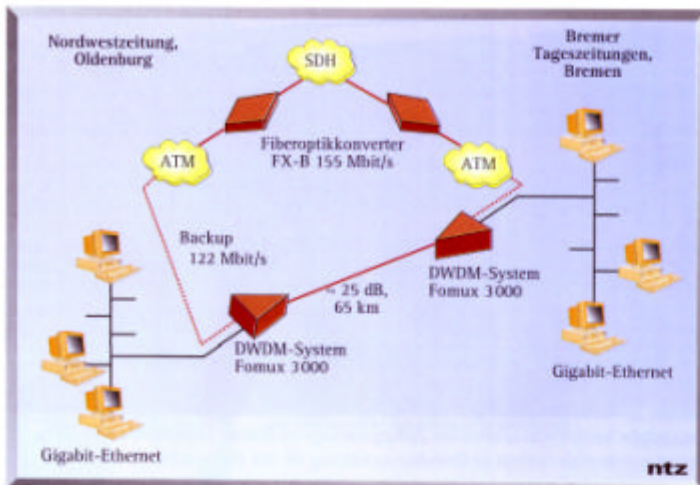 Nordwestzeitung,
Oldenburg
Bremer
Tageszeitungen,
Bremen
SDH
Fiberoptikkonverter
FX-B 155 Mbit/s
ATM
ATM
Backup
122 Mbit/s
DWDM-System
Fomux 3000
≈ 25 dB,
65 km
DWDM-System
Fomux 3000
Gigabit-Ethernet
Gigabit-Ethernet
ntz